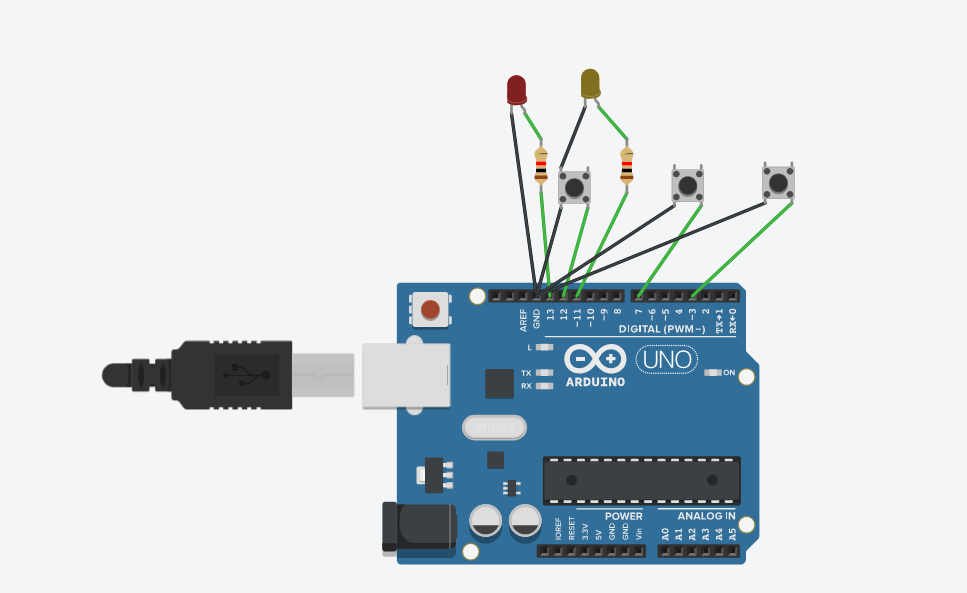 AREF
GND
13
12
~11
~10
~9
8
7
~6
~5
4
~3
2
TX→1
RX←0
DIGITAL (PWM~)
L
TX
RX
ARDUINO
UNO
ON
POWER
ANALOG IN
IOREF
RESET
3.3V
5V
GND
GND
Vin
A0
A1
A2
A3
A4
A5